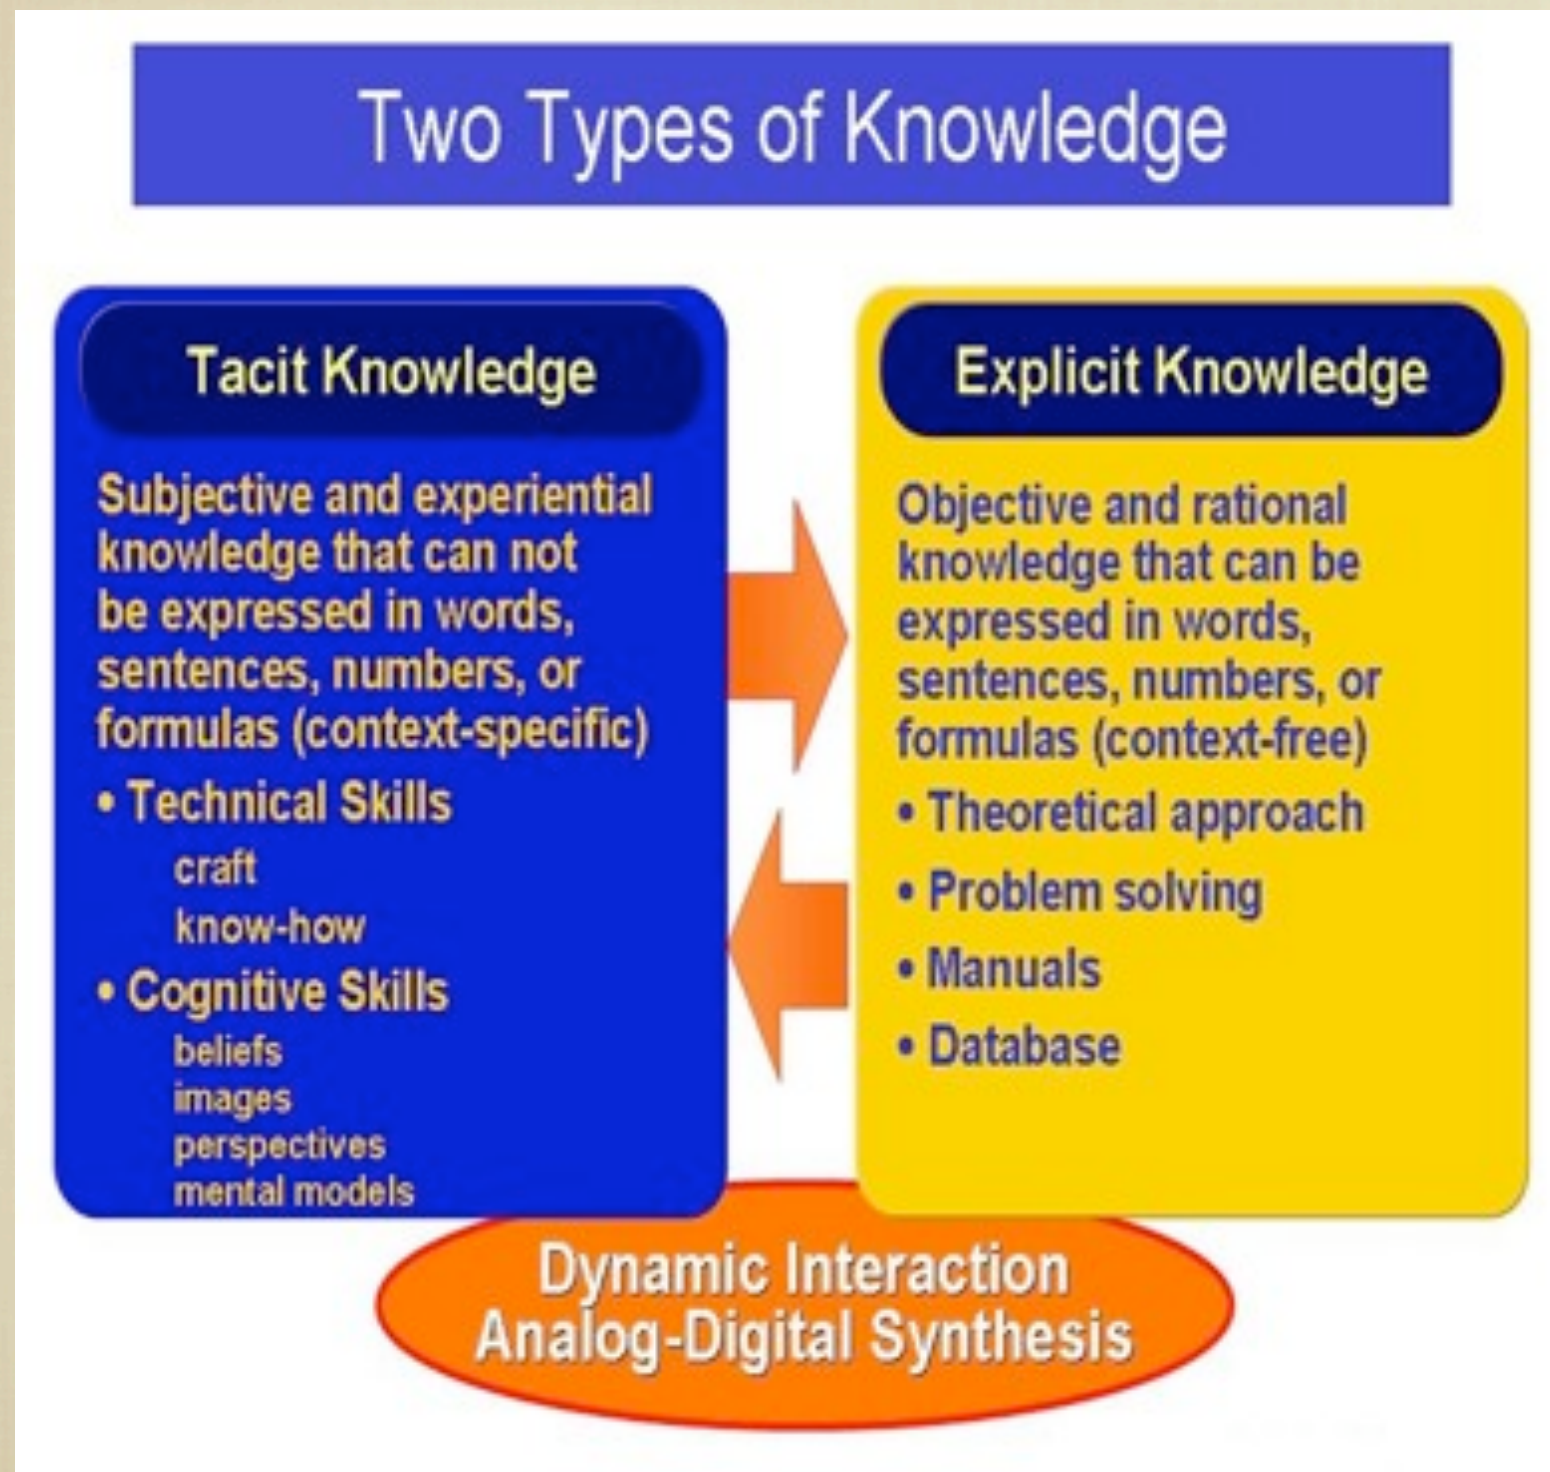 Two Types of Knowledge
Tacit Knowledge
Subjective and experiential
knowledge that can not
be expressed in words,
sentences, numbers, or
formulas (context-specific)
• Technical Skills
craft
know-how
• Cognitive Skills
beliefs
images
perspectives
mental models
Explicit Knowledge
Objective and rational
knowledge that can be
expressed in words,
sentences, numbers, or
formulas (context-free)
• Theoretical approach
• Problem solving
• Manuals
• Database
Dynamic Interaction
Analog-Digital Synthesis